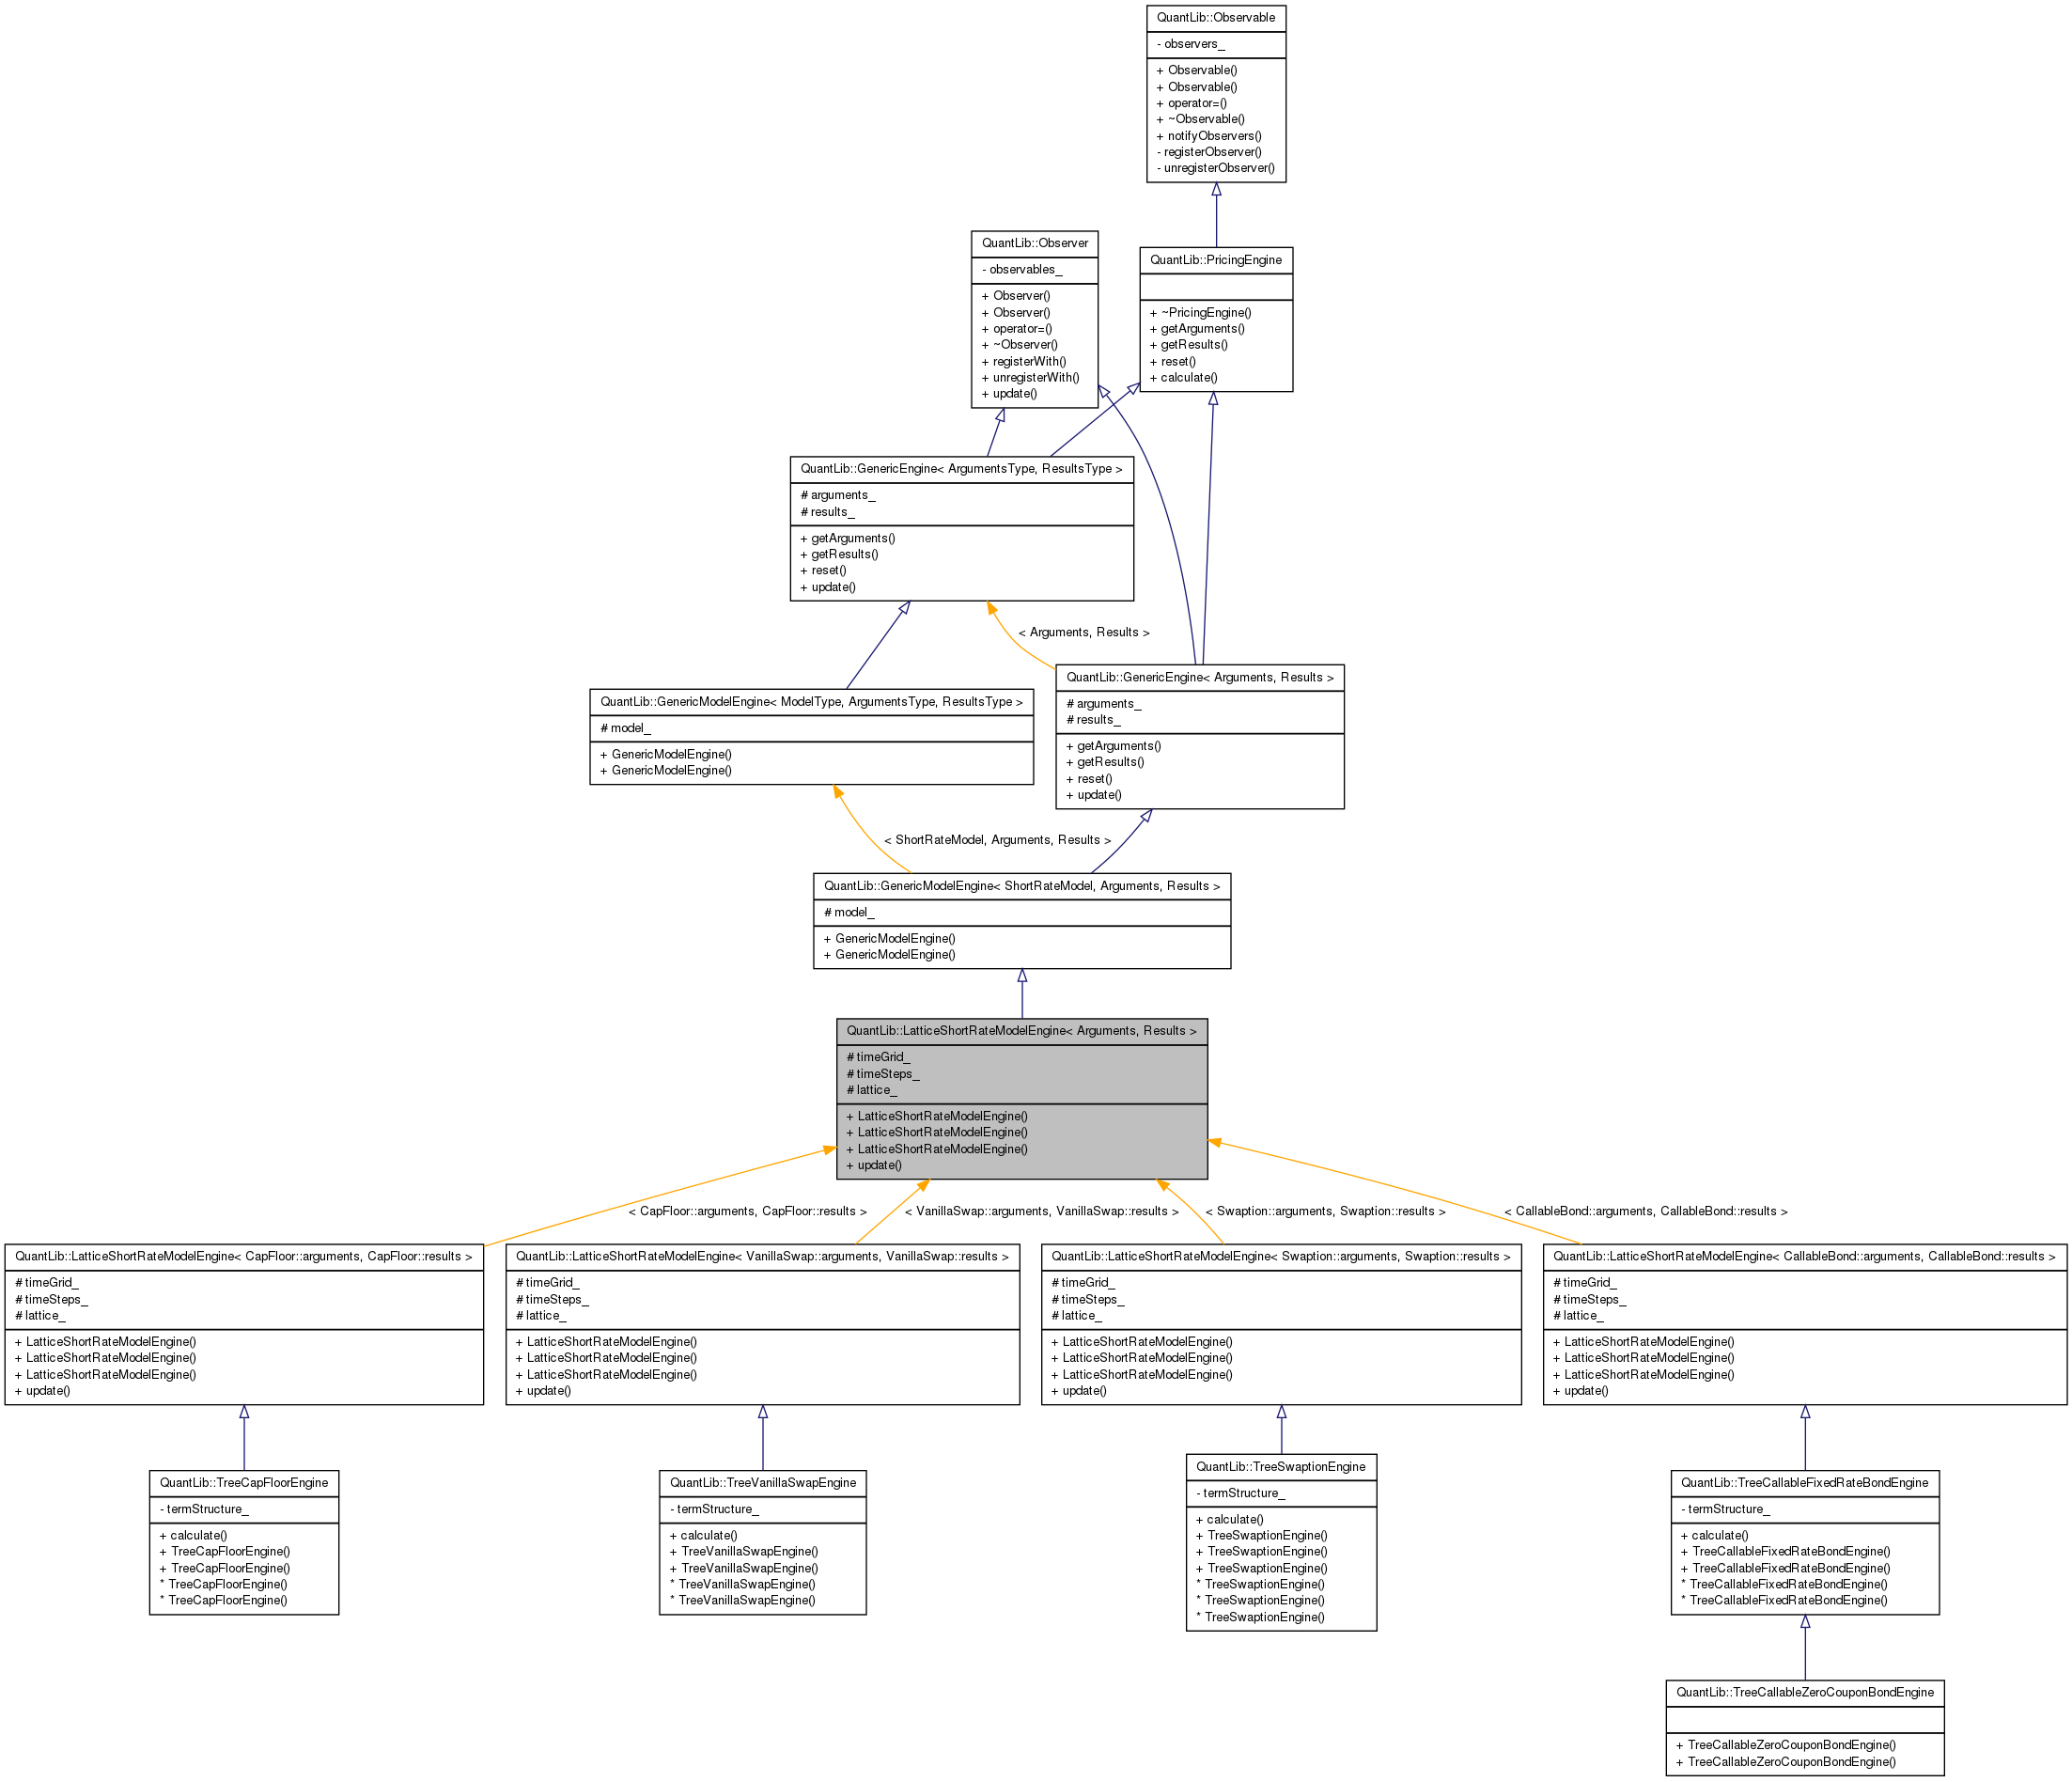 QuantLib::Observable
- observers_
+ Observable()
+ Observable()
+ operator=()
+ ~Observable()
+ notifyObservers()
- registerObserver()
- unregisterObserver()
QuantLib::Observer
- observables_
+ Observer()
+ Observer()
+ operator=()
+ ~Observer()
+ registerWith()
+ unregisterWith()
+ update()
QuantLib::PricingEngine
+ ~PricingEngine()
+ getArguments()
+ getResults()
+ reset()
+ calculate()
QuantLib::GenericEngine< ArgumentsType, ResultsType >
# arguments_
# results_
+ getArguments()
+ getResults()
+ reset()
+ update()
< Arguments, Results >
QuantLib::GenericModelEngine< ModelType, ArgumentsType, ResultsType >
# model_
+ GenericModelEngine()
+ GenericModelEngine()
QuantLib::GenericEngine< Arguments, Results >
# arguments_
# results_
+ getArguments()
+ getResults()
+ reset()
+ update()
< ShortRateModel, Arguments, Results >
QuantLib::GenericModelEngine< ShortRateModel, Arguments, Results >
# model_
+ GenericModelEngine()
+ GenericModelEngine()
QuantLib::LatticeShortRateModelEngine< Arguments, Results >
# timeGrid_
# timeSteps_
# lattice_
+ LatticeShortRateModelEngine()
+ LatticeShortRateModelEngine()
+ LatticeShortRateModelEngine()
+ update()
< CapFloor::arguments, CapFloor::results >
< VanillaSwap::arguments, VanillaSwap::results >
< Swaption::arguments, Swaption::results >
< CallableBond::arguments, CallableBond::results >
QuantLib::LatticeShortRateModelEngine< CapFloor::arguments, CapFloor::results >
# timeGrid_
# timeSteps_
# lattice_
+ LatticeShortRateModelEngine()
+ LatticeShortRateModelEngine()
+ LatticeShortRateModelEngine()
+ update()
QuantLib::LatticeShortRateModelEngine< VanillaSwap::arguments, VanillaSwap::results >
# timeGrid_
# timeSteps_
# lattice_
+ LatticeShortRateModelEngine()
+ LatticeShortRateModelEngine()
+ LatticeShortRateModelEngine()
+ update()
QuantLib::LatticeShortRateModelEngine< Swaption::arguments, Swaption::results >
# timeGrid_
# timeSteps_
# lattice_
+ LatticeShortRateModelEngine()
+ LatticeShortRateModelEngine()
+ LatticeShortRateModelEngine()
+ update()
QuantLib::LatticeShortRateModelEngine< CallableBond::arguments, CallableBond::results >
# timeGrid_
# timeSteps_
# lattice_
+ LatticeShortRateModelEngine()
+ LatticeShortRateModelEngine()
+ LatticeShortRateModelEngine()
+ update()
QuantLib::TreeCapFloorEngine
- termStructure_
+ calculate()
+ TreeCapFloorEngine()
+ TreeCapFloorEngine()
* TreeCapFloorEngine()
* TreeCapFloorEngine()
QuantLib::TreeVanillaSwapEngine
- termStructure_
+ calculate()
+ TreeVanillaSwapEngine()
+ TreeVanillaSwapEngine()
* TreeVanillaSwapEngine()
* TreeVanillaSwapEngine()
QuantLib::TreeSwaptionEngine
- termStructure_
+ calculate()
+ TreeSwaptionEngine()
+ TreeSwaptionEngine()
+ TreeSwaptionEngine()
* TreeSwaptionEngine()
* TreeSwaptionEngine()
* TreeSwaptionEngine()
QuantLib::TreeCallableFixedRateBondEngine
- termStructure_
+ calculate()
+ TreeCallableFixedRateBondEngine()
+ TreeCallableFixedRateBondEngine()
* TreeCallableFixedRateBondEngine()
* TreeCallableFixedRateBondEngine()
QuantLib::TreeCallableZeroCouponBondEngine
+ TreeCallableZeroCouponBondEngine()
+ TreeCallableZeroCouponBondEngine()